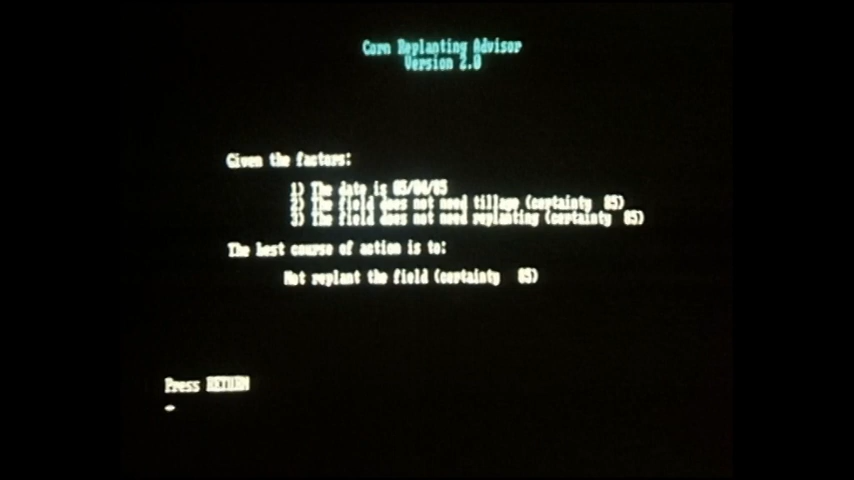 Corn Replanting Advisor
Version 2.0
Given the factors:
1) The date is 05/04/85
2) The field does not need tillage (certainty 85)
3) The field does not need replanting (certainty 85)
The best course of action is to:
Not replant the field (certainty 85)
Press RETURN